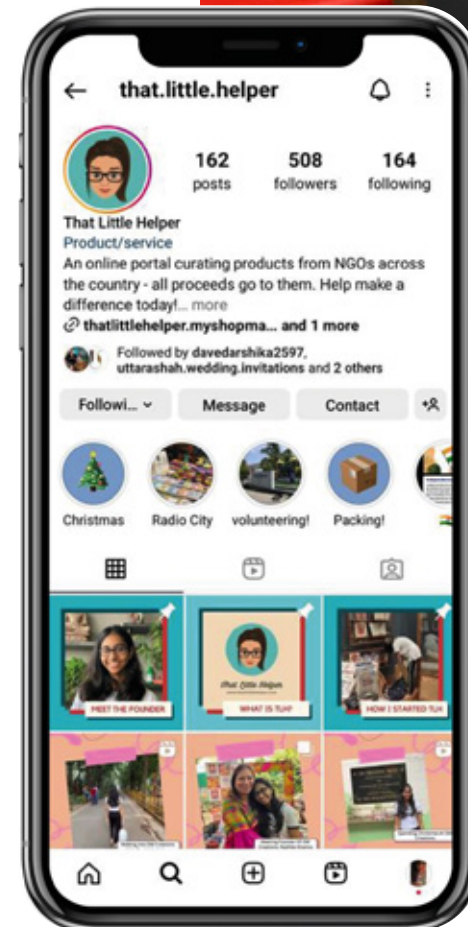 that.little.helper
162 508 164
posts followers following
That Little Helper
Product/service
An online portal curating products from NGOs across
the country - all proceeds go to them. Help make a
difference today!... more
thatlittlehelper.myshopma... and 1 more
Followed by davedarshika2597,
uttarashah.wedding.invitations and 2 others
Followi... Message Contact
Christmas Radio City volunteering! Packing!
MEET THE FOUNDER
That Little Helper
WHAT IS TLH?
HOW I STARTED TLH